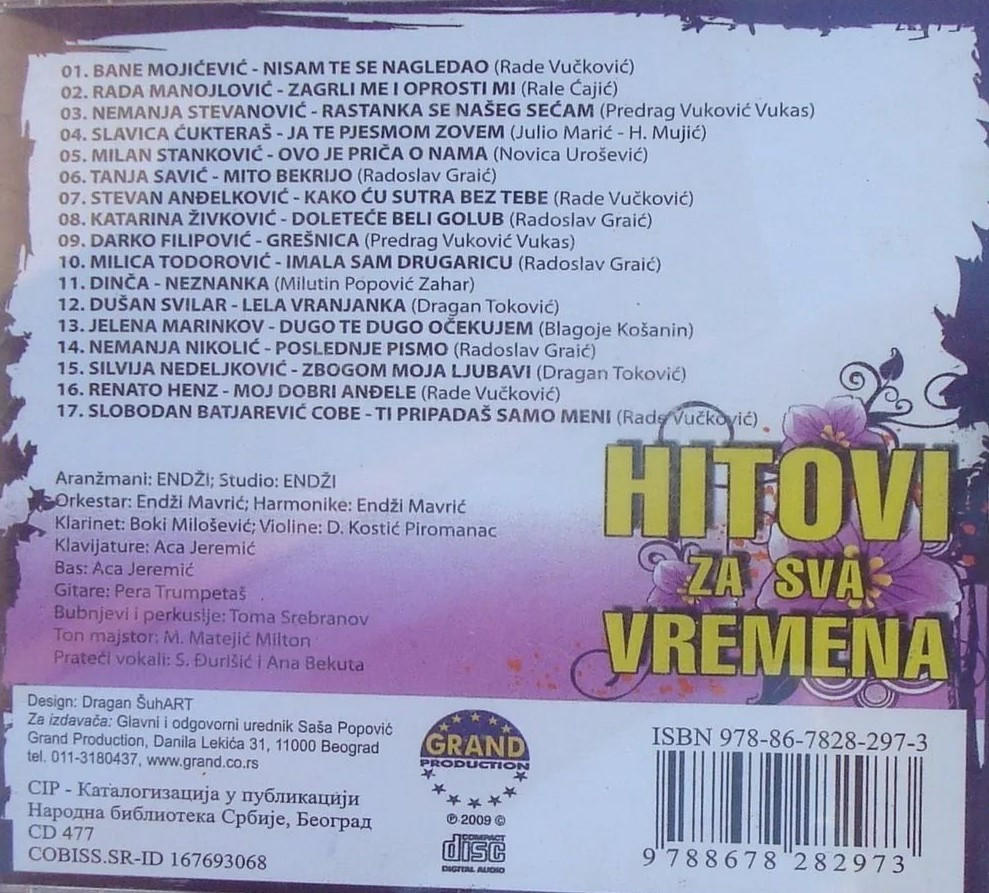 01. BANE MOJIĆEVIĆ - NISAM TE SE NAGLEDAO (Rade Vučković)
02. RADA MANOJLOVIĆ - ZAGRLI ME I OPROSTI MI (Rale Ćajić)
03. NEMANJA STEVANOVIĆ - RASTANKA SE NAŠEG SEĆAM (Predrag Vuković Vukas)
04. SLAVICA ĆUKTERAŠ - JA TE PJESMOM ZOVEM (Julio Marić - H. Mujić)
05. MILAN STANKOVIĆ - OVO JE PRIČA O NAMA (Novica Urošević)
06. TANJA SAVIĆ - MITO BEKRIJO (Radoslav Graić)
07. STEVAN ANĐELKOVIĆ - KAKO ĆU SUTRA BEZ TEBE (Rade Vučković)
08. KATARINA ŽIVKOVIĆ - DOLETEĆE BELI GOLUB (Radoslav Graić)
09. DARKO FILIPOVIĆ - GREŠNICA (Predrag Vuković Vukas)
10. MILICA TODOROVIĆ - IMALA SAM DRUGARICU (Radoslav Graić)
11. DINČA - NEZNANKA (Milutin Popović Zahar)
12. DUŠAN SVILAR - LELA VRANJANKA (Dragan Toković)
13. JELENA MARINKOV - DUGO TE DUGO OČEKUJEM (Blagoje Košanin)
14. NEMANJA NIKOLIĆ - POSLEDNJE PISMO (Radoslav Graić)
15. SILVIJA NEDELJKOVIĆ - ZBOGOM MOJA LJUBAVI (Dragan Toković)
16. RENATO HENZ - MOJ DOBRI ANĐELE (Rade Vučković)
17. SLOBODAN BATJAREVIĆ COBE - TI PRIPADAŠ SAMO MENI (Rade Vučković)
Aranžmani: ENDŽI; Studio: ENDŽI
Orkestar: Endži Mavrić; Harmonike: Endži Mavrić
Klarinet: Boki Milošević; Violine: D. Kostić Piromanac
Klavijature: Aca Jeremić
Bas: Aca Jeremić
Gitare: Pera Trumpetaš
Bubnjevi i perkusije: Toma Srebranov
Ton majstor: M. Matejić Milton
Prateći vokali: S. Đurišić i Ana Bekuta
HITOVI
ZA SVA
VREMENA
Design: Dragan ŠuhART
Za izdavača: Glavni i odgovorni urednik Saša Popović
Grand Production, Danila Lekića 31, 11000 Beograd
tel. 011-3180437, www.grand.co.rs
CIP - Каталогизација у публикацији
Народна библиотека Србије, Београд
CD 477
COBISS.SR-ID 167693068
GRAND
PRODUCTION
℗ 2009 ©
COMPACT
disc
DIGITAL AUDIO
ISBN 978-86-7828-297-3
9 788678 282973